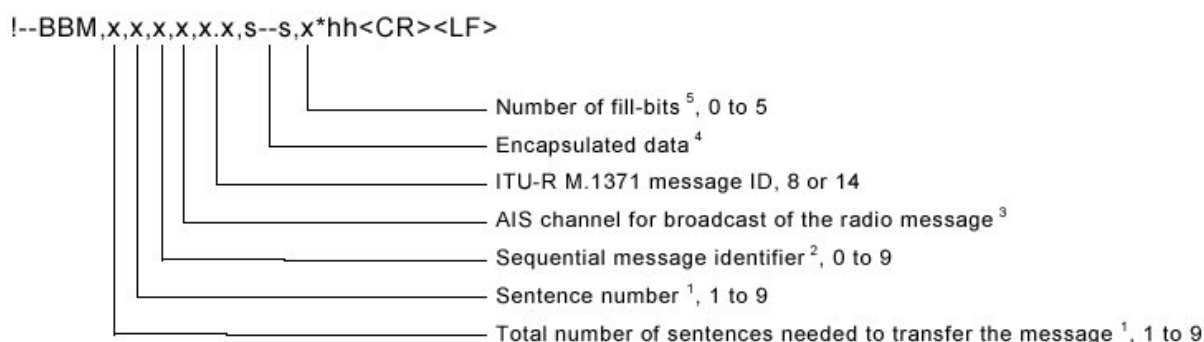 !--BBM,x,x,x,x,x.x,s--s,x*hh<CR><LF>
Number of fill-bits 5, 0 to 5
Encapsulated data 4
ITU-R M.1371 message ID, 8 or 14
AIS channel for broadcast of the radio message 3
Sequential message identifier 2, 0 to 9
Sentence number 1, 1 to 9
Total number of sentences needed to transfer the message 1, 1 to 9